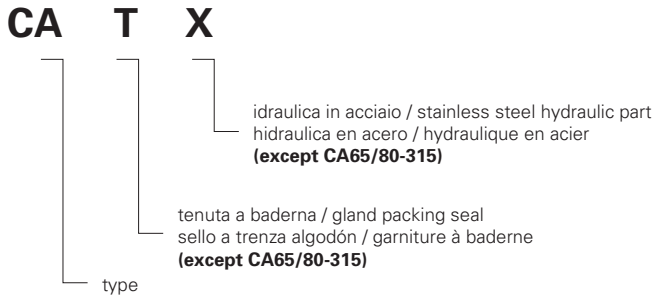 CA T X
idraulica in acciaio / stainless steel hydraulic part
hidraulica en acero / hydraulique en acier
(except CA65/80-315)
tenuta a baderna / gland packing seal
sello a trenza algodón / garniture à baderne
(except CA65/80-315)
type